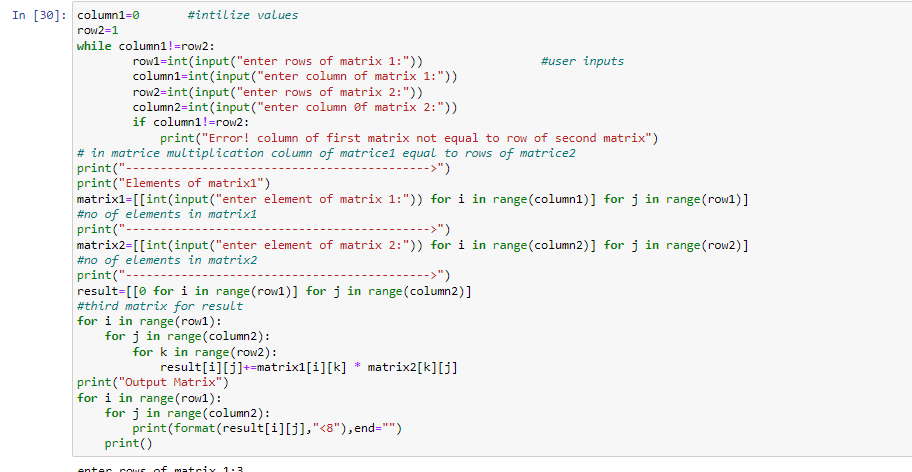 In [30]: column1=0       #intilize values
row2=1
while column1!=row2:
        row1=int(input("enter rows of matrix 1:"))                 #user inputs
        column1=int(input("enter column of matrix 1:"))
        row2=int(input("enter rows of matrix 2:"))
        column2=int(input("enter column 0f matrix 2:"))
        if column1!=row2:
            print("Error! column of first matrix not equal to row of second matrix")
# in matrice multiplication column of matrice1 equal to rows of matrice2
print("-------------------------------------------->")
print("Elements of matrix1")
matrix1=[[int(input("enter element of matrix 1:")) for i in range(column1)] for j in range(row1)]
#no of elements in matrix1
print("-------------------------------------------->")
matrix2=[[int(input("enter element of matrix 2:")) for i in range(column2)] for j in range(row2)]
#no of elements in matrix2
print("-------------------------------------------->")
result=[[0 for i in range(row1)] for j in range(column2)]
#third matrix for result
for i in range(row1):
    for j in range(column2):
        for k in range(row2):
            result[i][j]+=matrix1[i][k] * matrix2[k][j]
print("Output Matrix")
for i in range(row1):
    for j in range(column2):
        print(format(result[i][j],"<8"),end="")
    print()
enter rows of matrix 1:3